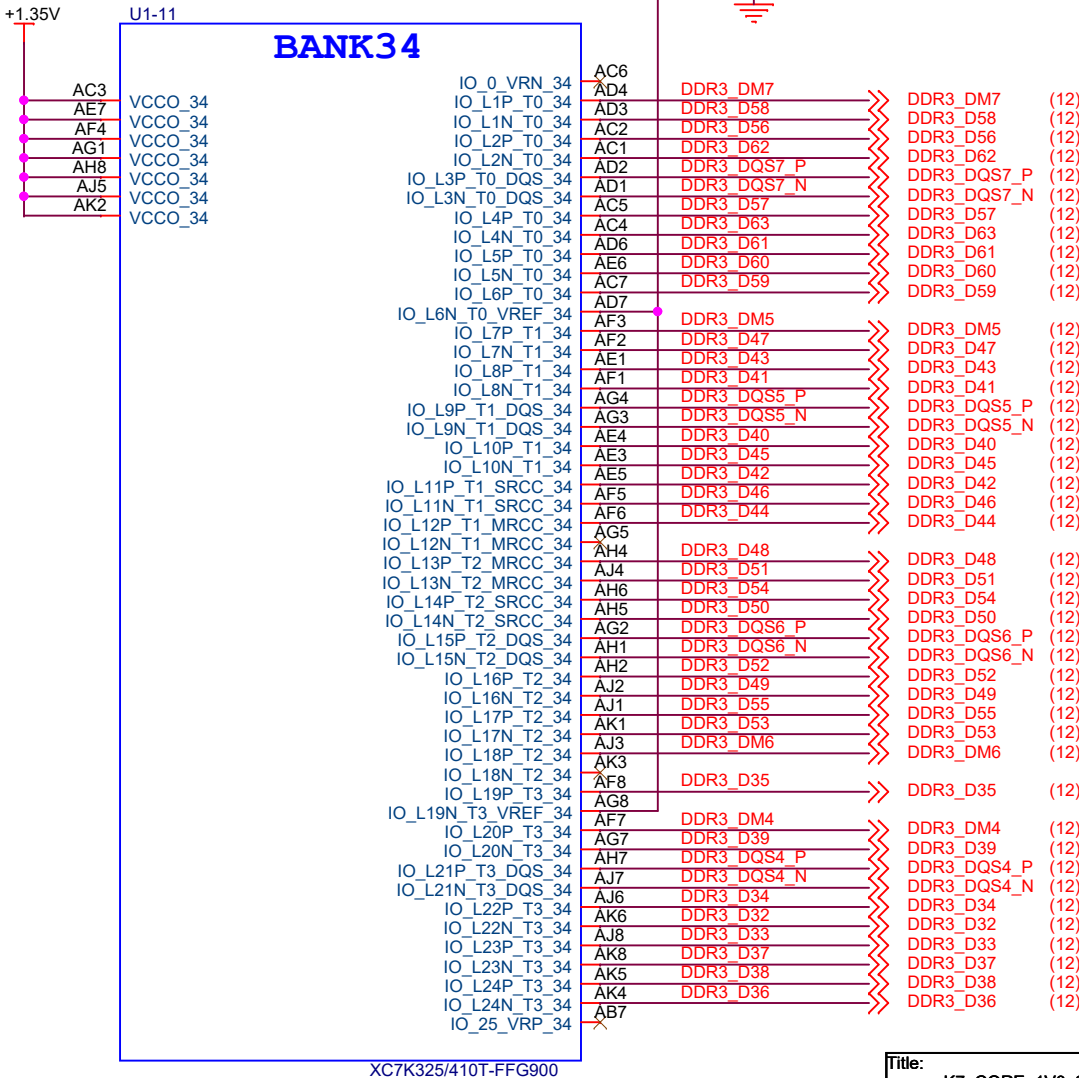 +1.35V
U1-11
BANK34
AC3 VCCO_34
AE7 VCCO_34
AF4 VCCO_34
AG1 VCCO_34
AH8 VCCO_34
AJ5 VCCO_34
AK2 VCCO_34
IO_0_VRN_34 AC6
IO_L1P_T0_34 AD4 DDR3_DM7 DDR3_DM7 (12)
IO_L1N_T0_34 AD3 DDR3_D58 DDR3_D58 (12)
IO_L2P_T0_34 AC2 DDR3_D56 DDR3_D56 (12)
IO_L2N_T0_34 AC1 DDR3_D62 DDR3_D62 (12)
IO_L3P_T0_DQS_34 AD2 DDR3_DQS7_P DDR3_DQS7_P (12)
IO_L3N_T0_DQS_34 AD1 DDR3_DQS7_N DDR3_DQS7_N (12)
IO_L4P_T0_34 AC5 DDR3_D57 DDR3_D57 (12)
IO_L4N_T0_34 AC4 DDR3_D63 DDR3_D63 (12)
IO_L5P_T0_34 AD6 DDR3_D61 DDR3_D61 (12)
IO_L5N_T0_34 AE6 DDR3_D60 DDR3_D60 (12)
IO_L6P_T0_34 AC7 DDR3_D59 DDR3_D59 (12)
IO_L6N_T0_VREF_34 AD7
IO_L7P_T1_34 AF3 DDR3_DM5 DDR3_DM5 (12)
IO_L7N_T1_34 AF2 DDR3_D47 DDR3_D47 (12)
IO_L8P_T1_34 AE1 DDR3_D43 DDR3_D43 (12)
IO_L8N_T1_34 AF1 DDR3_D41 DDR3_D41 (12)
IO_L9P_T1_DQS_34 AG4 DDR3_DQS5_P DDR3_DQS5_P (12)
IO_L9N_T1_DQS_34 AG3 DDR3_DQS5_N DDR3_DQS5_N (12)
IO_L10P_T1_34 AE4 DDR3_D40 DDR3_D40 (12)
IO_L10N_T1_34 AE3 DDR3_D45 DDR3_D45 (12)
IO_L11P_T1_SRCC_34 AE5 DDR3_D42 DDR3_D42 (12)
IO_L11N_T1_SRCC_34 AF5 DDR3_D46 DDR3_D46 (12)
IO_L12P_T1_MRCC_34 AF6 DDR3_D44 DDR3_D44 (12)
IO_L12N_T1_MRCC_34 AG5
IO_L13P_T2_MRCC_34 AH4 DDR3_D48 DDR3_D48 (12)
IO_L13N_T2_MRCC_34 AJ4 DDR3_D51 DDR3_D51 (12)
IO_L14P_T2_SRCC_34 AH6 DDR3_D54 DDR3_D54 (12)
IO_L14N_T2_SRCC_34 AH5 DDR3_D50 DDR3_D50 (12)
IO_L15P_T2_DQS_34 AG2 DDR3_DQS6_P DDR3_DQS6_P (12)
IO_L15N_T2_DQS_34 AH1 DDR3_DQS6_N DDR3_DQS6_N (12)
IO_L16P_T2_34 AH2 DDR3_D52 DDR3_D52 (12)
IO_L16N_T2_34 AJ2 DDR3_D49 DDR3_D49 (12)
IO_L17P_T2_34 AJ1 DDR3_D55 DDR3_D55 (12)
IO_L17N_T2_34 AK1 DDR3_D53 DDR3_D53 (12)
IO_L18P_T2_34 AJ3 DDR3_DM6 DDR3_DM6 (12)
IO_L18N_T2_34 AK3
IO_L19P_T3_34 AF8 DDR3_D35 DDR3_D35 (12)
IO_L19N_T3_VREF_34 AG8
IO_L20P_T3_34 AF7 DDR3_DM4 DDR3_DM4 (12)
IO_L20N_T3_34 AG7 DDR3_D39 DDR3_D39 (12)
IO_L21P_T3_DQS_34 AH7 DDR3_DQS4_P DDR3_DQS4_P (12)
IO_L21N_T3_DQS_34 AJ7 DDR3_DQS4_N DDR3_DQS4_N (12)
IO_L22P_T3_34 AJ6 DDR3_D34 DDR3_D34 (12)
IO_L22N_T3_34 AK6 DDR3_D32 DDR3_D32 (12)
IO_L23P_T3_34 AJ8 DDR3_D33 DDR3_D33 (12)
IO_L23N_T3_34 AK8 DDR3_D37 DDR3_D37 (12)
IO_L24P_T3_34 AK5 DDR3_D38 DDR3_D38 (12)
IO_L24N_T3_34 AK4 DDR3_D36 DDR3_D36 (12)
IO_25_VRP_34 AB7
XC7K325/410T-FFG900
Title: